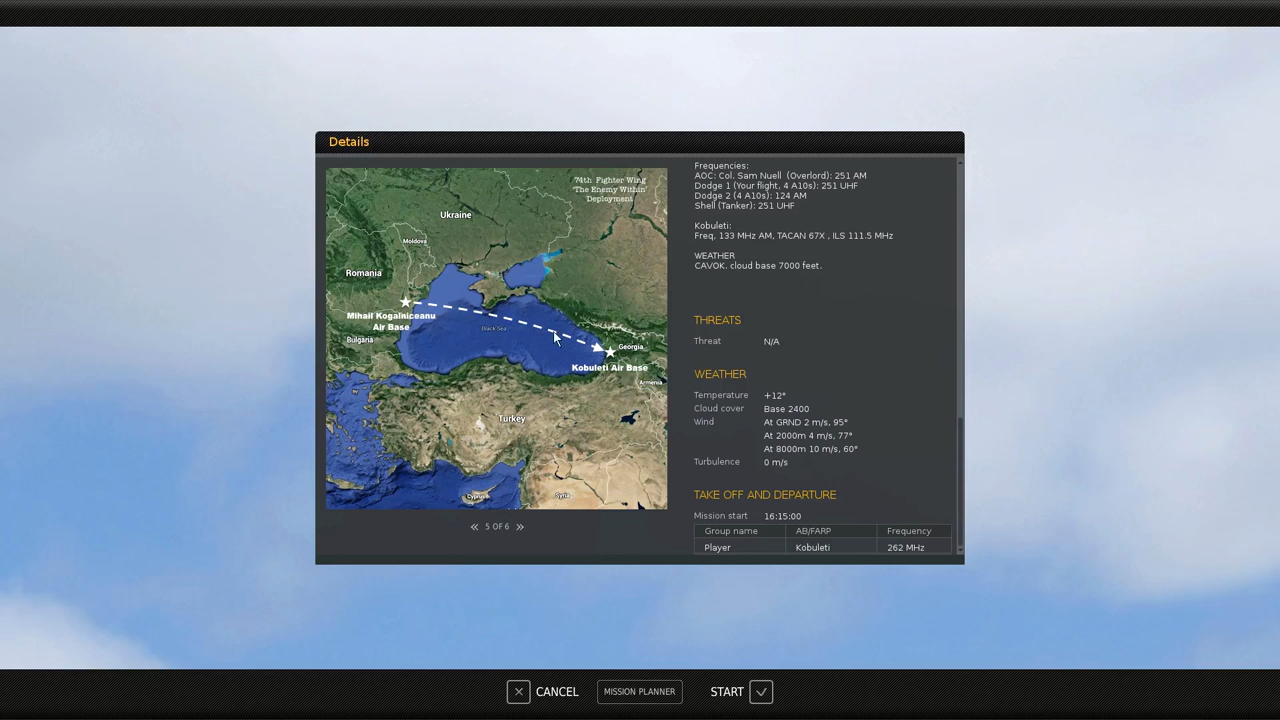 Details
74th Fighter Wing
'The Enemy Within'
Deployment
Ukraine
Moldova
Romania
Mihail Kogalniceanu
Air Base
Bulgaria
Black Sea
Georgia
Kobuleti Air Base
Armenia
Turkey
Cyprus
Syria
5 OF 6
Frequencies:
AOC: Col. Sam Nuell (Overlord): 251 AM
Dodge 1 (Your flight, 4 A10s): 251 UHF
Dodge 2 (4 A10s): 124 AM
Shell (Tanker): 251 UHF
Kobuleti:
Freq, 133 MHz AM, TACAN 67X , ILS 111.5 MHz
WEATHER
CAVOK. cloud base 7000 feet.
THREATS
Threat N/A
WEATHER
Temperature +12°
Cloud cover Base 2400
Wind At GRND 2 m/s, 95°
At 2000m 4 m/s, 77°
At 8000m 10 m/s, 60°
Turbulence 0 m/s
TAKE OFF AND DEPARTURE
Mission start 16:15:00
Group name AB/FARP Frequency
Player Kobuleti 262 MHz
CANCEL MISSION PLANNER START